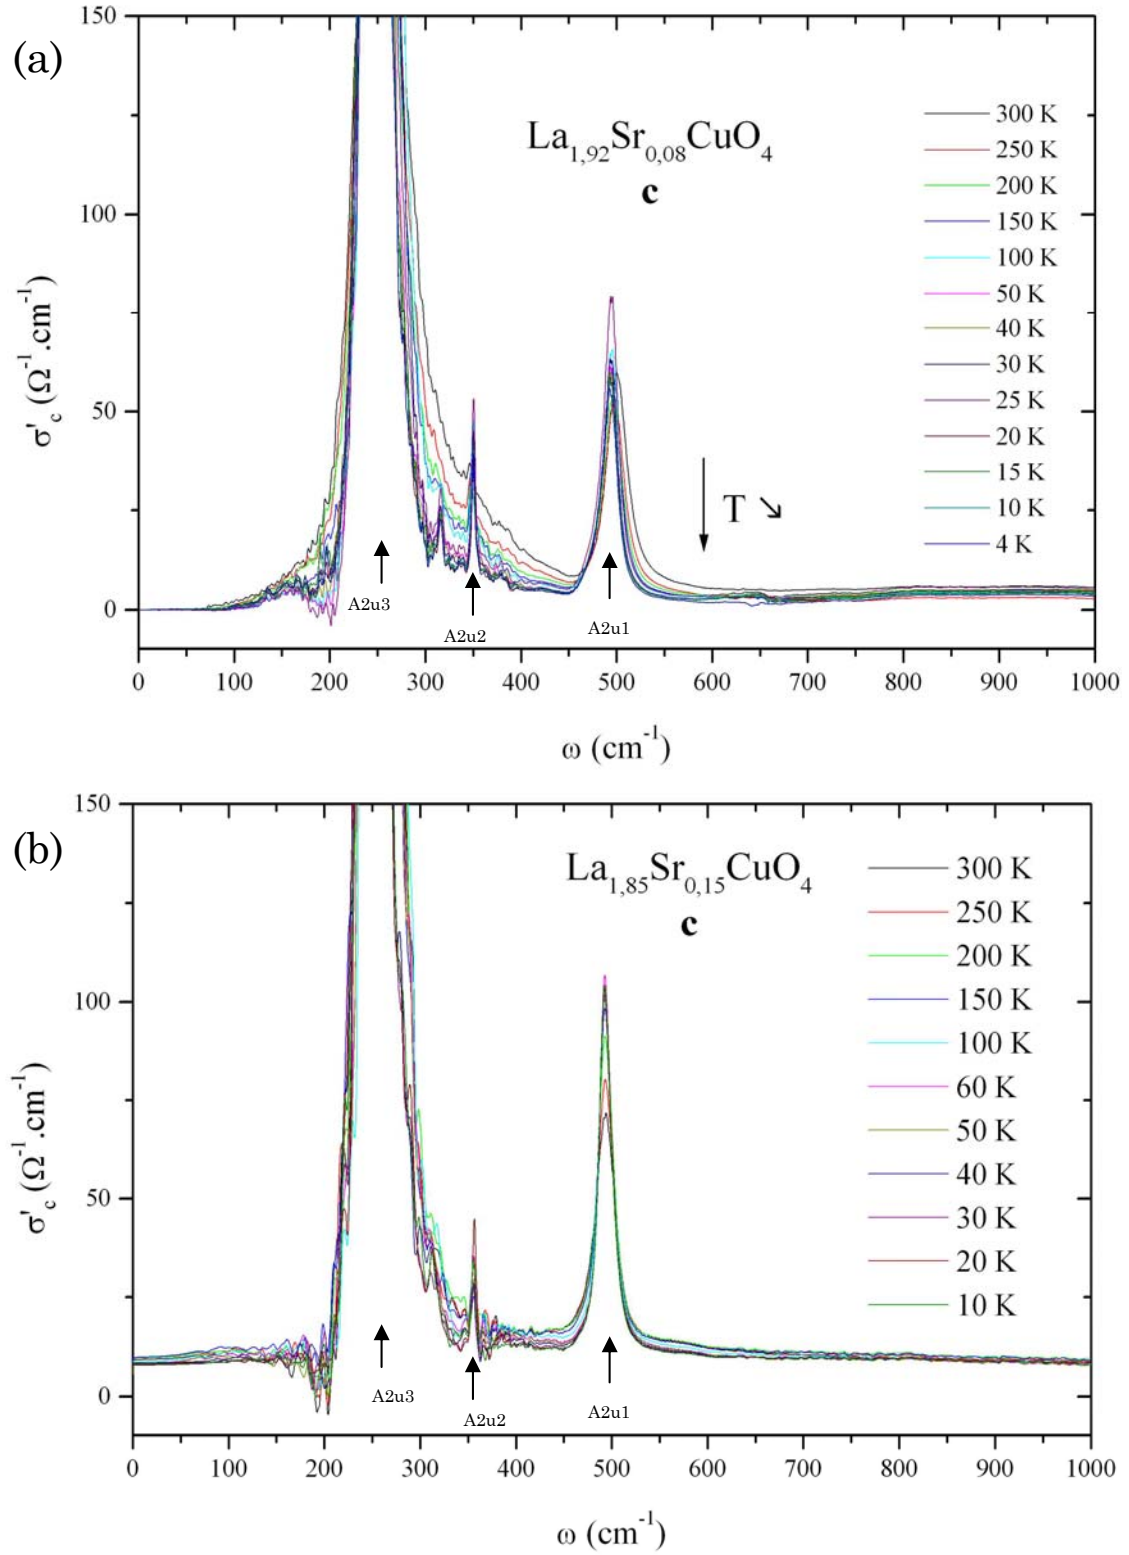 (a)
La1,92Sr0,08CuO4
c
300 K
250 K
200 K
150 K
100 K
50 K
40 K
30 K
25 K
20 K
15 K
10 K
4 K
T ↘
σ'c (Ω-1.cm-1)
150
100
50
0
A2u3
A2u2
A2u1
0 100 200 300 400 500 600 700 800 900 1000
ω (cm-1)
(b)
La1,85Sr0,15CuO4
c
300 K
250 K
200 K
150 K
100 K
60 K
50 K
40 K
30 K
20 K
10 K
σ'c (Ω-1.cm-1)
150
100
50
0
A2u3
A2u2
A2u1
0 100 200 300 400 500 600 700 800 900 1000
ω (cm-1)